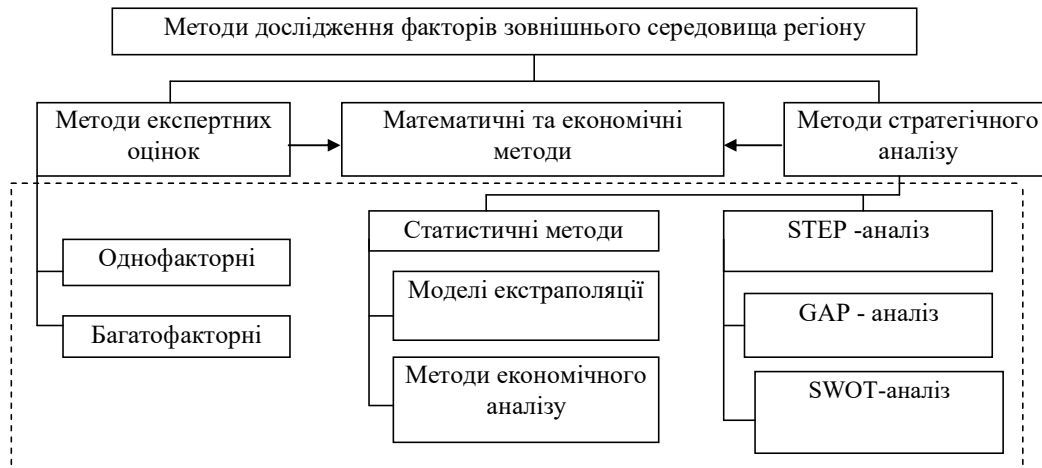 Методи дослідження факторів зовнішнього середовища регіону
Методи експертних
оцінок
Математичні та економічні
методи
Методи стратегічного
аналізу
Однофакторні
Багатофакторні
Статистичні методи
Моделі екстраполяції
Методи економічного
аналізу
STEP -аналіз
GAP - аналіз
SWOT-аналіз